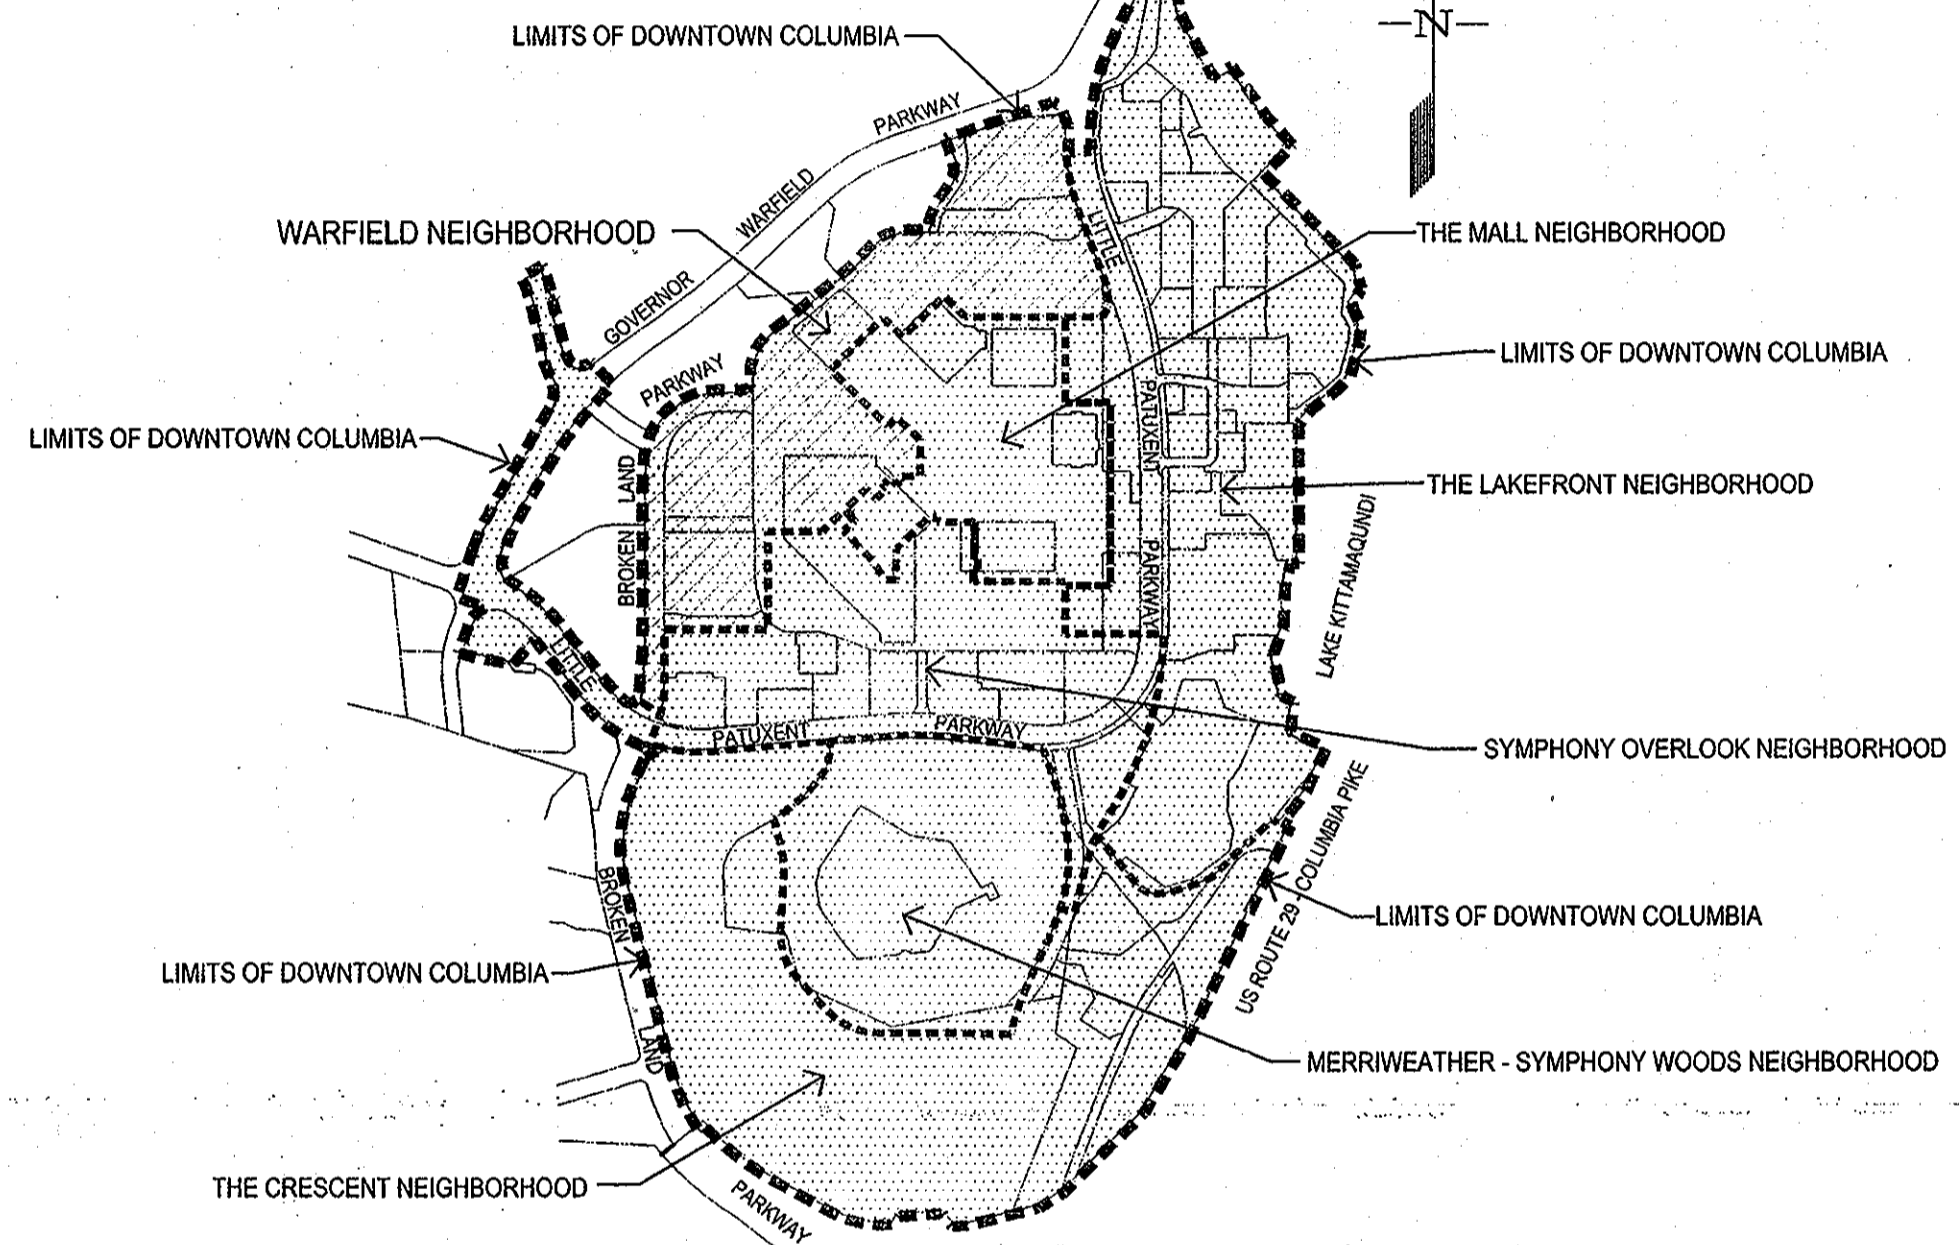 N
LIMITS OF DOWNTOWN COLUMBIA
PARKWAY
WARFIELD
GOVERNOR
WARFIELD NEIGHBORHOOD
THE MALL NEIGHBORHOOD
LITTLE
LIMITS OF DOWNTOWN COLUMBIA
PARKWAY
PATUXENT
LIMITS OF DOWNTOWN COLUMBIA
BROKEN LAND
THE LAKEFRONT NEIGHBORHOOD
PARKWAY
LAKE KITTAMAQUNDI
LITTLE
PATUXENT
PARKWAY
SYMPHONY OVERLOOK NEIGHBORHOOD
US ROUTE 29 - COLUMBIA PIKE
BROKEN
LIMITS OF DOWNTOWN COLUMBIA
LIMITS OF DOWNTOWN COLUMBIA
LAND
MERRIWEATHER - SYMPHONY WOODS NEIGHBORHOOD
THE CRESCENT NEIGHBORHOOD
PARKWAY